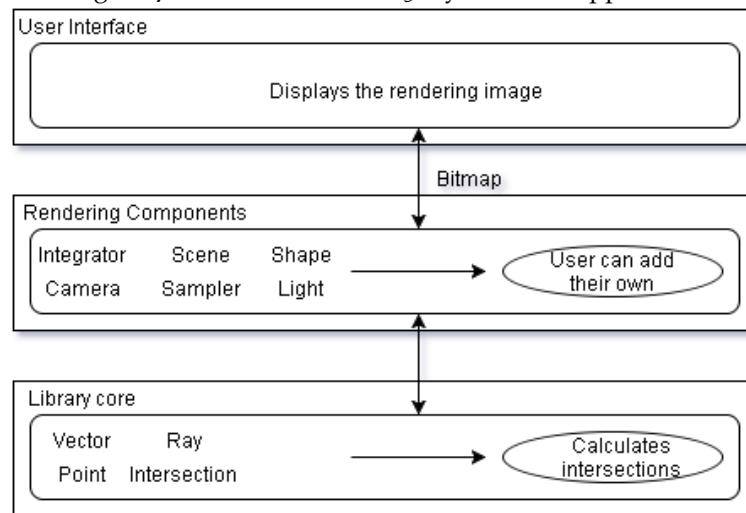 User Interface
Displays the rendering image
Bitmap
Rendering Components
Integrator Scene Shape
Camera Sampler Light
User can add
their own
Library core
Vector Ray
Point Intersection
Calculates
intersections